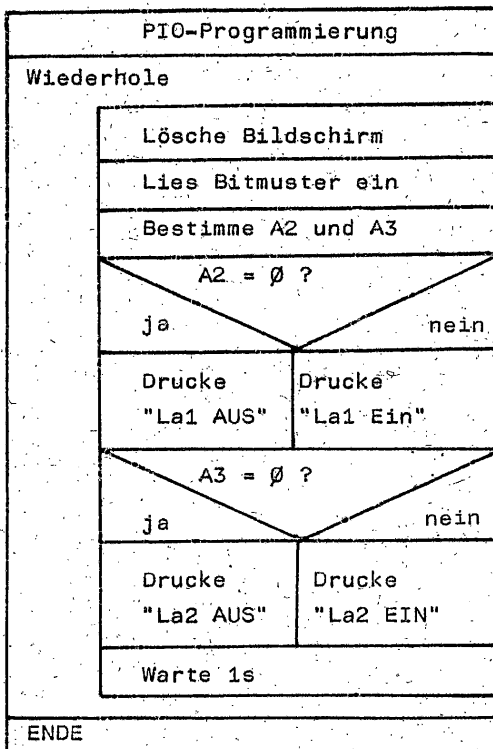 PIO-Programmierung
Wiederhole
Lösche Bildschirm
Lies Bitmuster ein
Bestimme A2 und A3
A2 = Ø ?
ja nein
Drucke Drucke
"La1 AUS" "La1 Ein"
A3 = Ø ?
ja nein
Drucke Drucke
"La2 AUS" "La2 EIN"
Warte 1s
ENDE